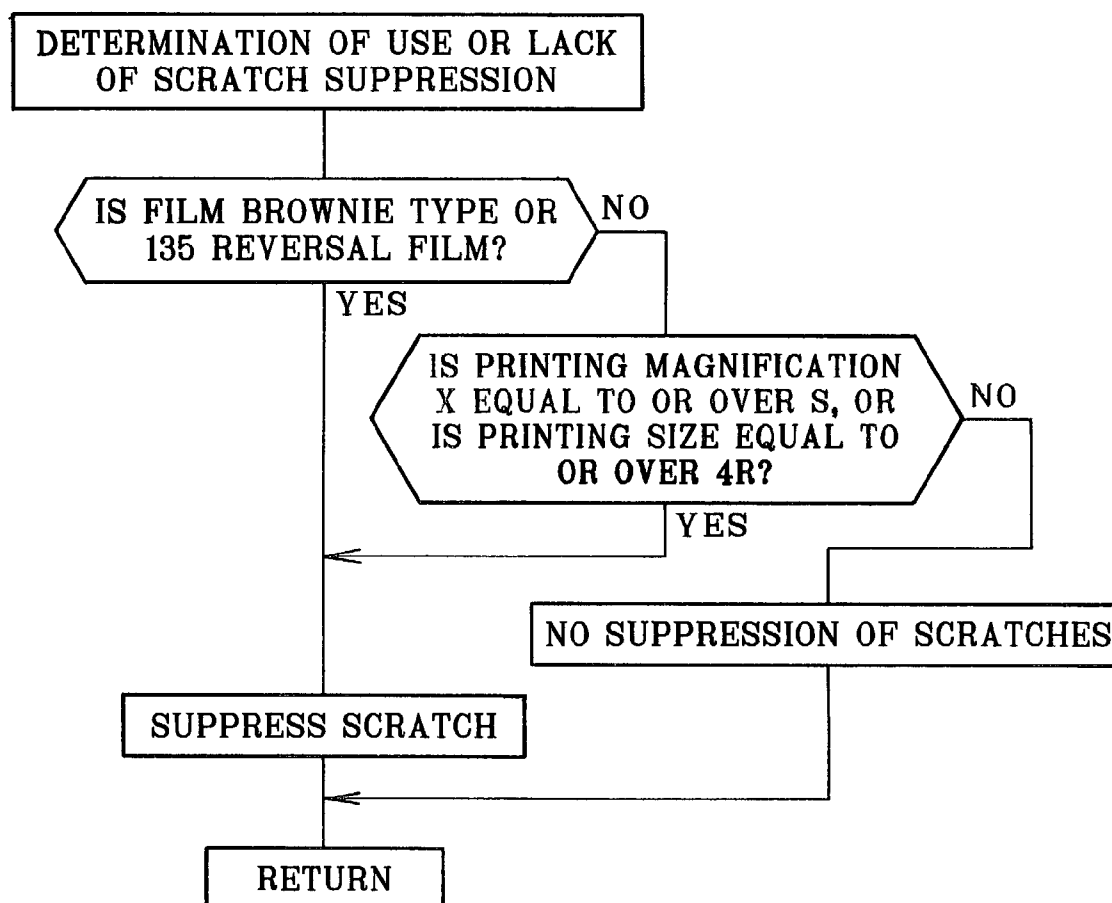 DETERMINATION OF USE OR LACK
OF SCRATCH SUPPRESSION
IS FILM BROWNIE TYPE OR
135 REVERSAL FILM?
NO
YES
IS PRINTING MAGNIFICATION
X EQUAL TO OR OVER S, OR
IS PRINTING SIZE EQUAL TO
OR OVER 4R?
NO
YES
NO SUPPRESSION OF SCRATCHES
SUPPRESS SCRATCH
RETURN